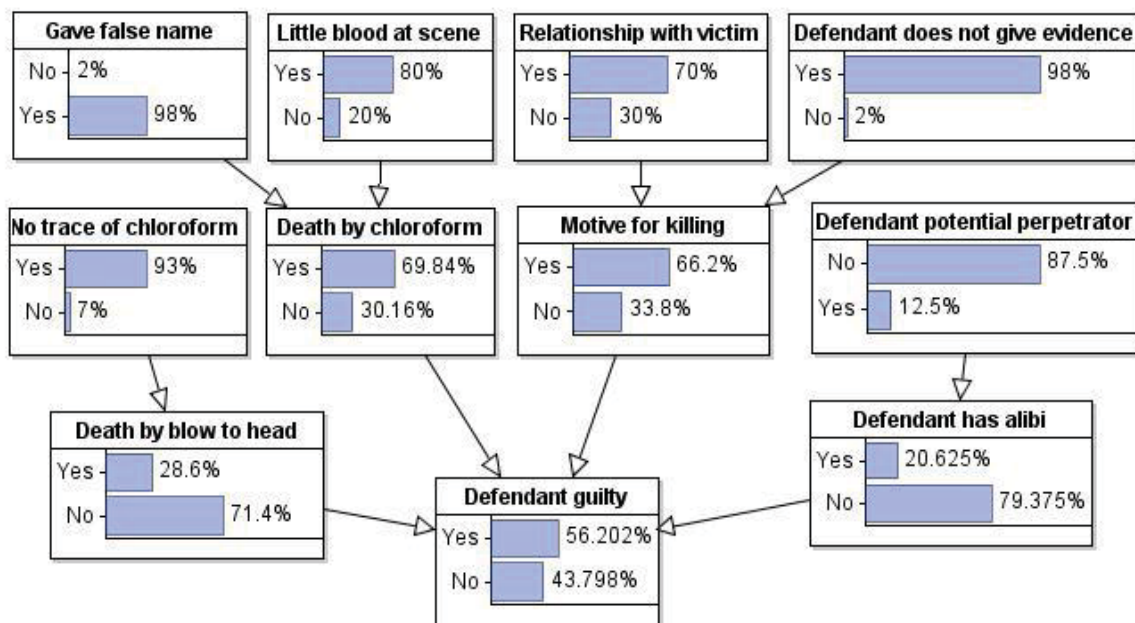 Gave false name
No 2%
Yes 98%
Little blood at scene
Yes 80%
No 20%
Relationship with victim
Yes 70%
No 30%
Defendant does not give evidence
Yes 98%
No 2%
No trace of chloroform
Yes 93%
No 7%
Death by chloroform
Yes 69.84%
No 30.16%
Motive for killing
Yes 66.2%
No 33.8%
Defendant potential perpetrator
No 87.5%
Yes 12.5%
Death by blow to head
Yes 28.6%
No 71.4%
Defendant guilty
Yes 56.202%
No 43.798%
Defendant has alibi
Yes 20.625%
No 79.375%